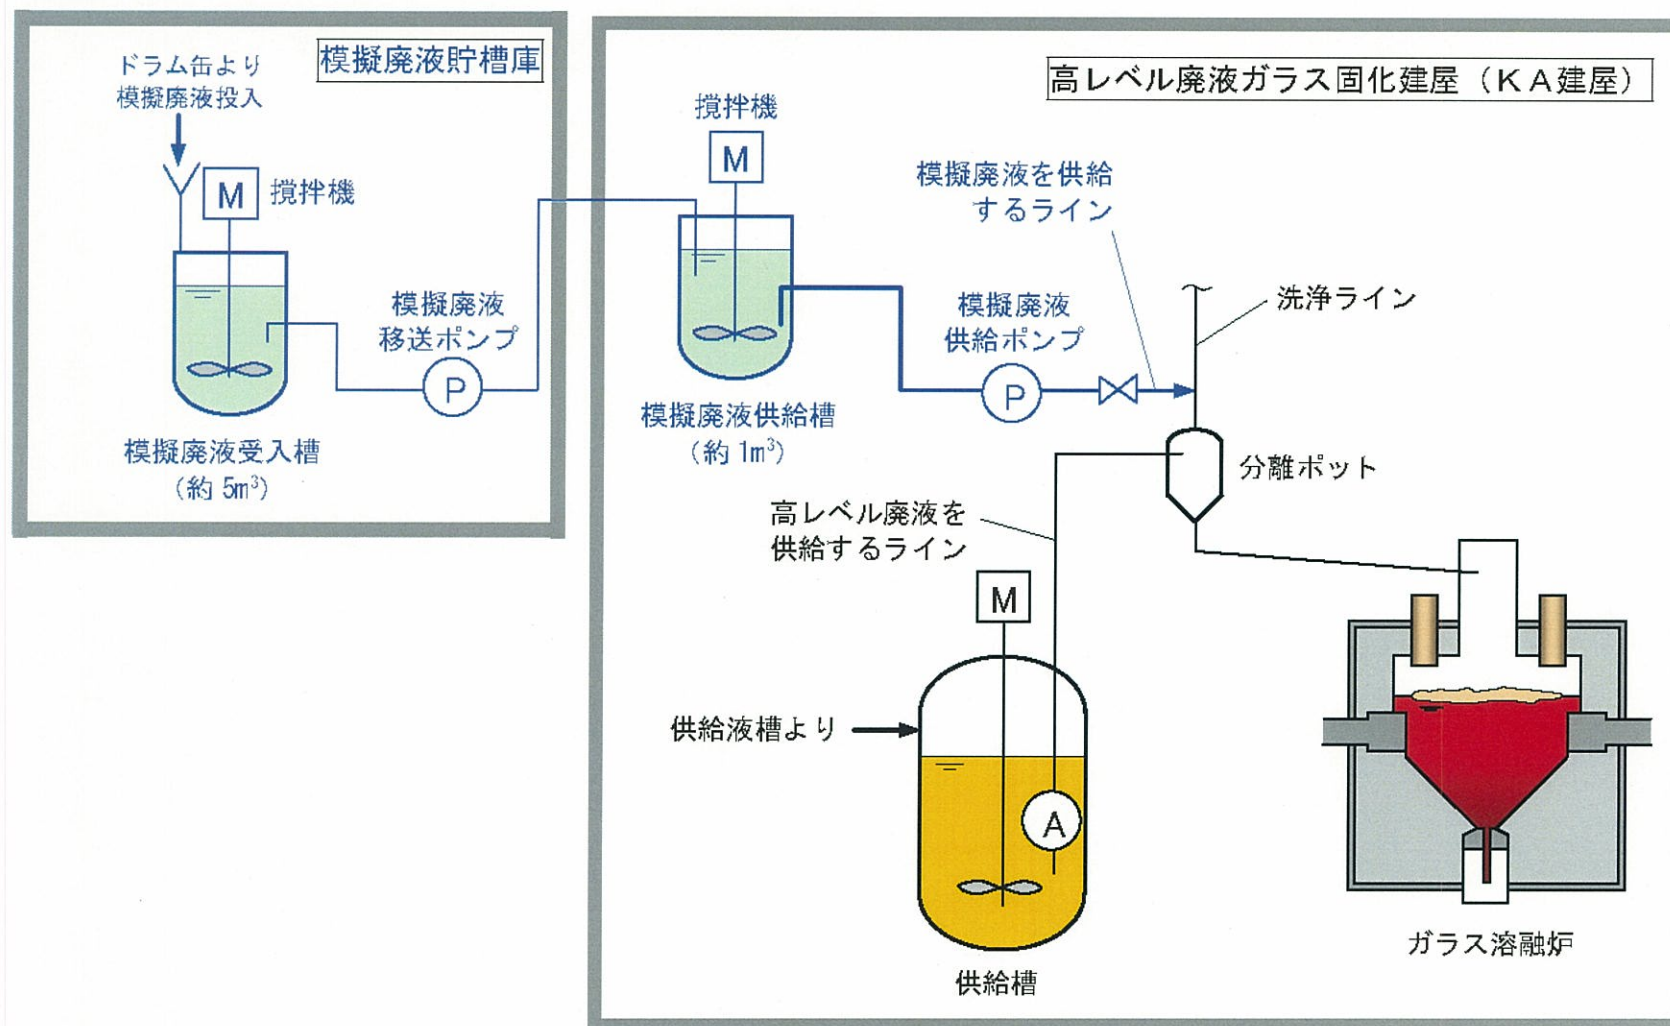 模擬廃液貯槽庫
ドラム缶より
模擬廃液投入
M
攪拌機
模擬廃液
移送ポンプ
P
模擬廃液受入槽
(約 5m³)
高レベル廃液ガラス固化建屋(KA建屋)
攪拌機
M
模擬廃液を供給
するライン
洗浄ライン
模擬廃液
供給ポンプ
P
模擬廃液供給槽
(約 1m³)
分離ポット
高レベル廃液を
供給するライン
M
供給液槽より
A
供給槽
ガラス溶融炉